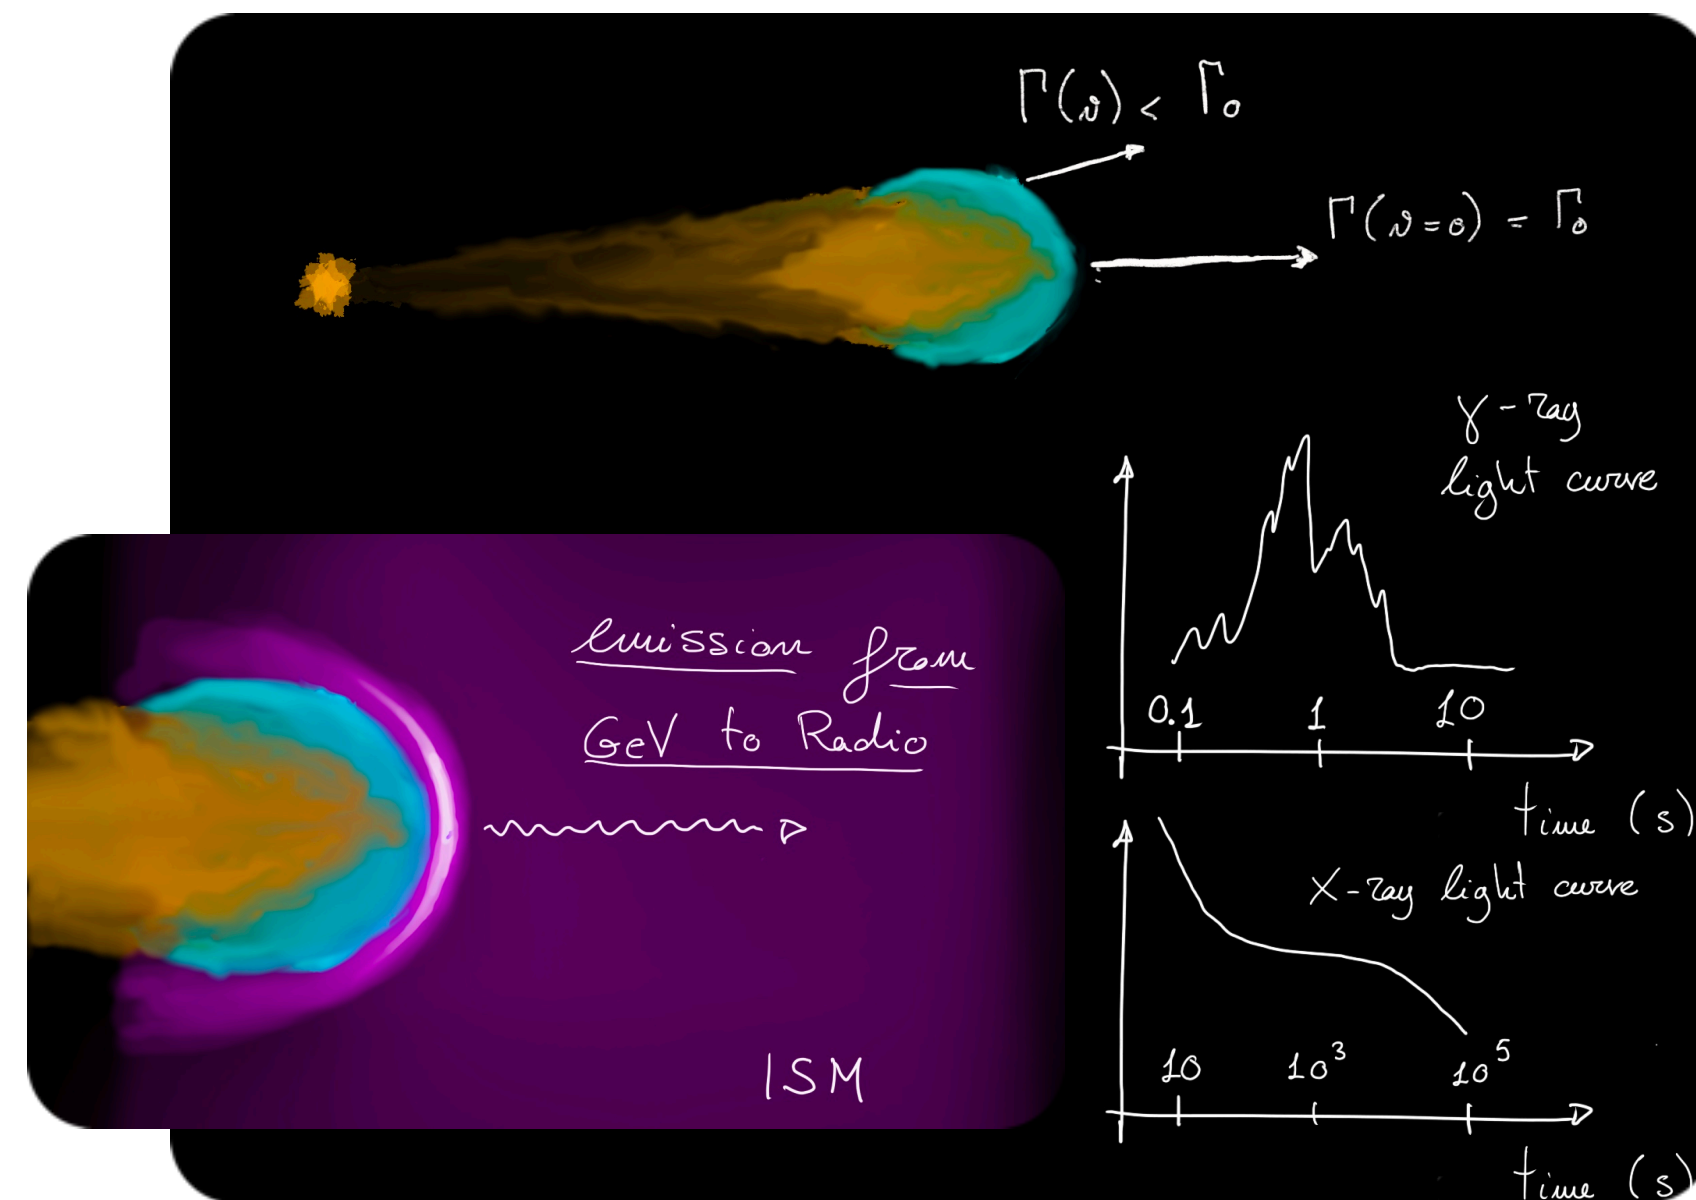 Γ(ϑ) < Γ₀
Γ(ϑ=0) = Γ₀
γ-ray
light curve
0.1 1 10
time (s)
emission from
GeV to Radio
ISM
X-ray light curve
10 10³ 10⁵
time (s)